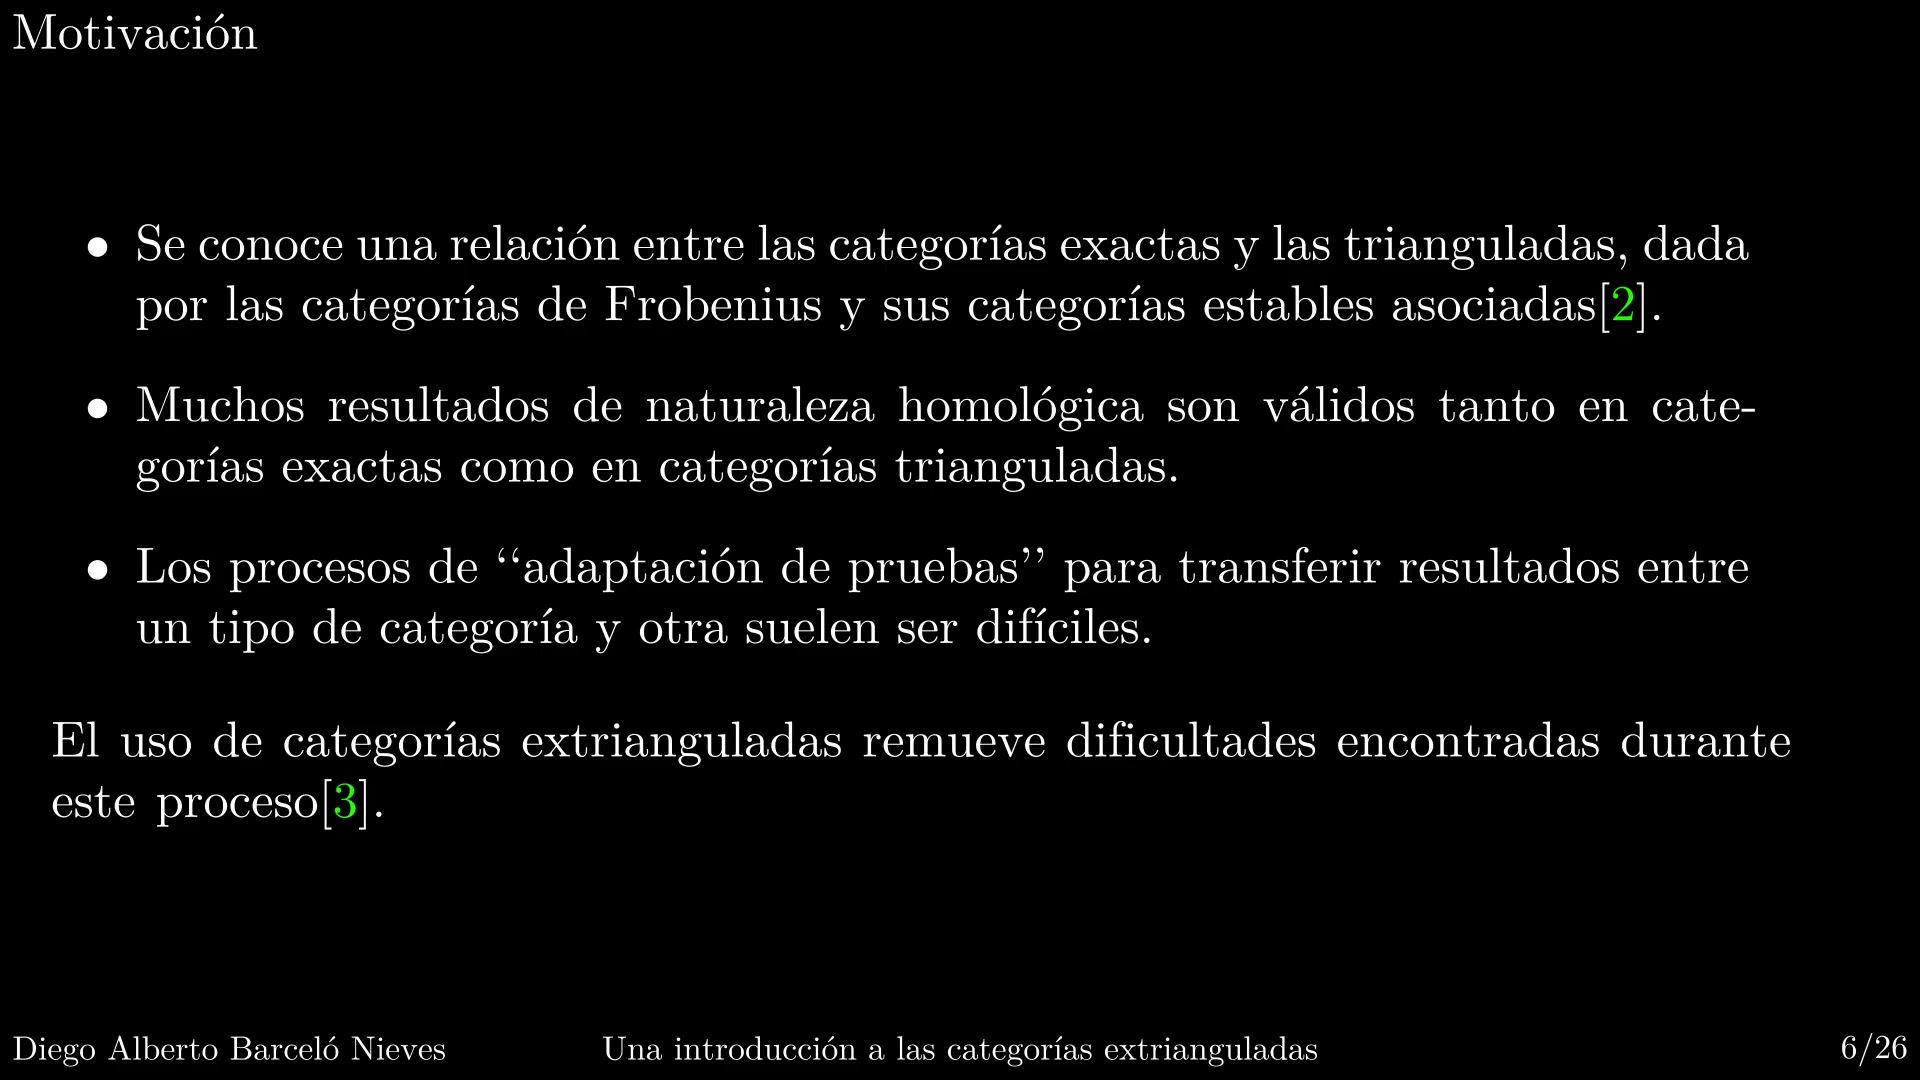 Motivación
• Se conoce una relación entre las categorías exactas y las trianguladas, dada
por las categorías de Frobenius y sus categorías estables asociadas[2].
• Muchos resultados de naturaleza homológica son válidos tanto en cate-
gorías exactas como en categorías trianguladas.
• Los procesos de “adaptación de pruebas” para transferir resultados entre
un tipo de categoría y otra suelen ser difíciles.
El uso de categorías extrianguladas remueve dificultades encontradas durante
este proceso[3].
Diego Alberto Barceló Nieves Una introducción a las categorías extrianguladas 6/26